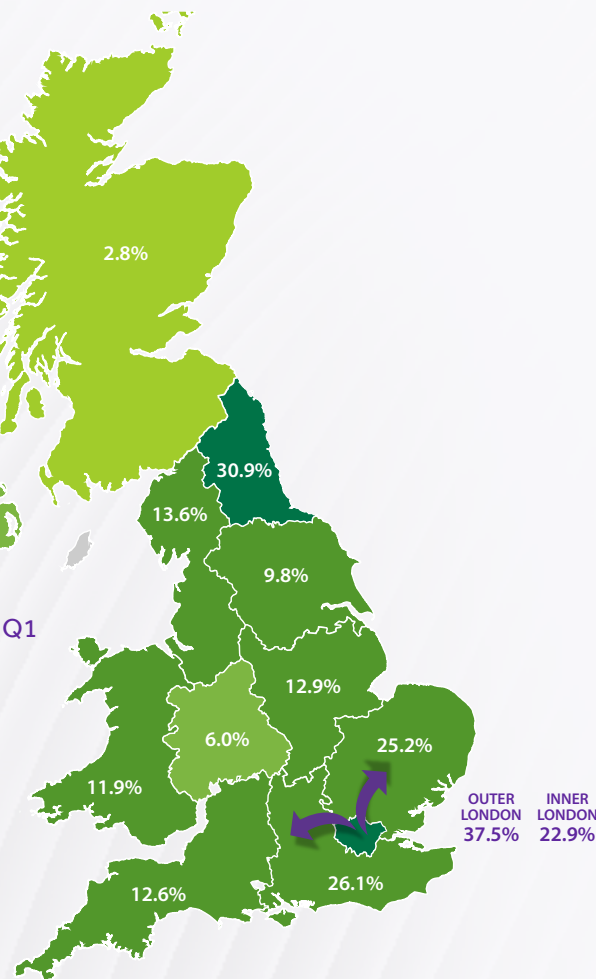 2.8%
30.9%
13.6%
9.8%
Q1
12.9%
6.0%
25.2%
11.9%
OUTER
LONDON
37.5%
INNER
LONDON
22.9%
26.1%
12.6%